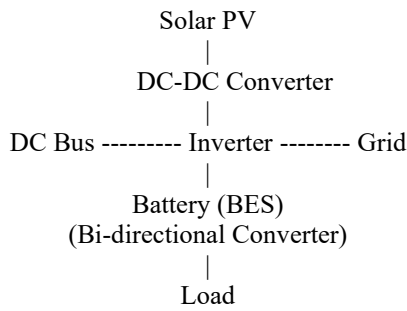 Solar PV
|
DC-DC Converter
|
DC Bus --------- Inverter -------- Grid
|
Battery (BES)
(Bi-directional Converter)
|
Load